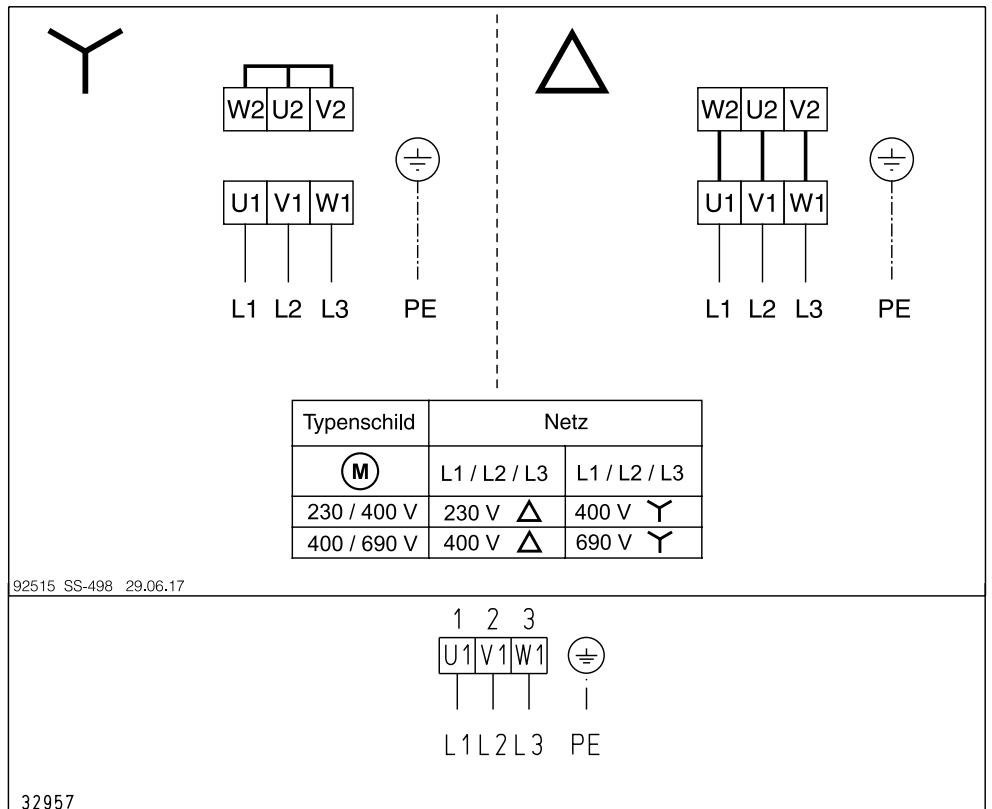 W2 U2 V2
U1 V1 W1
L1 L2 L3 PE
W2 U2 V2
U1 V1 W1
L1 L2 L3 PE
Typenschild Netz
M L1 / L2 / L3 L1 / L2 / L3
230 / 400 V 230 V 400 V
400 / 690 V 400 V 690 V
92515 SS-498 29.06.17
1 2 3
U1 V1 W1
L1 L2 L3 PE
32957